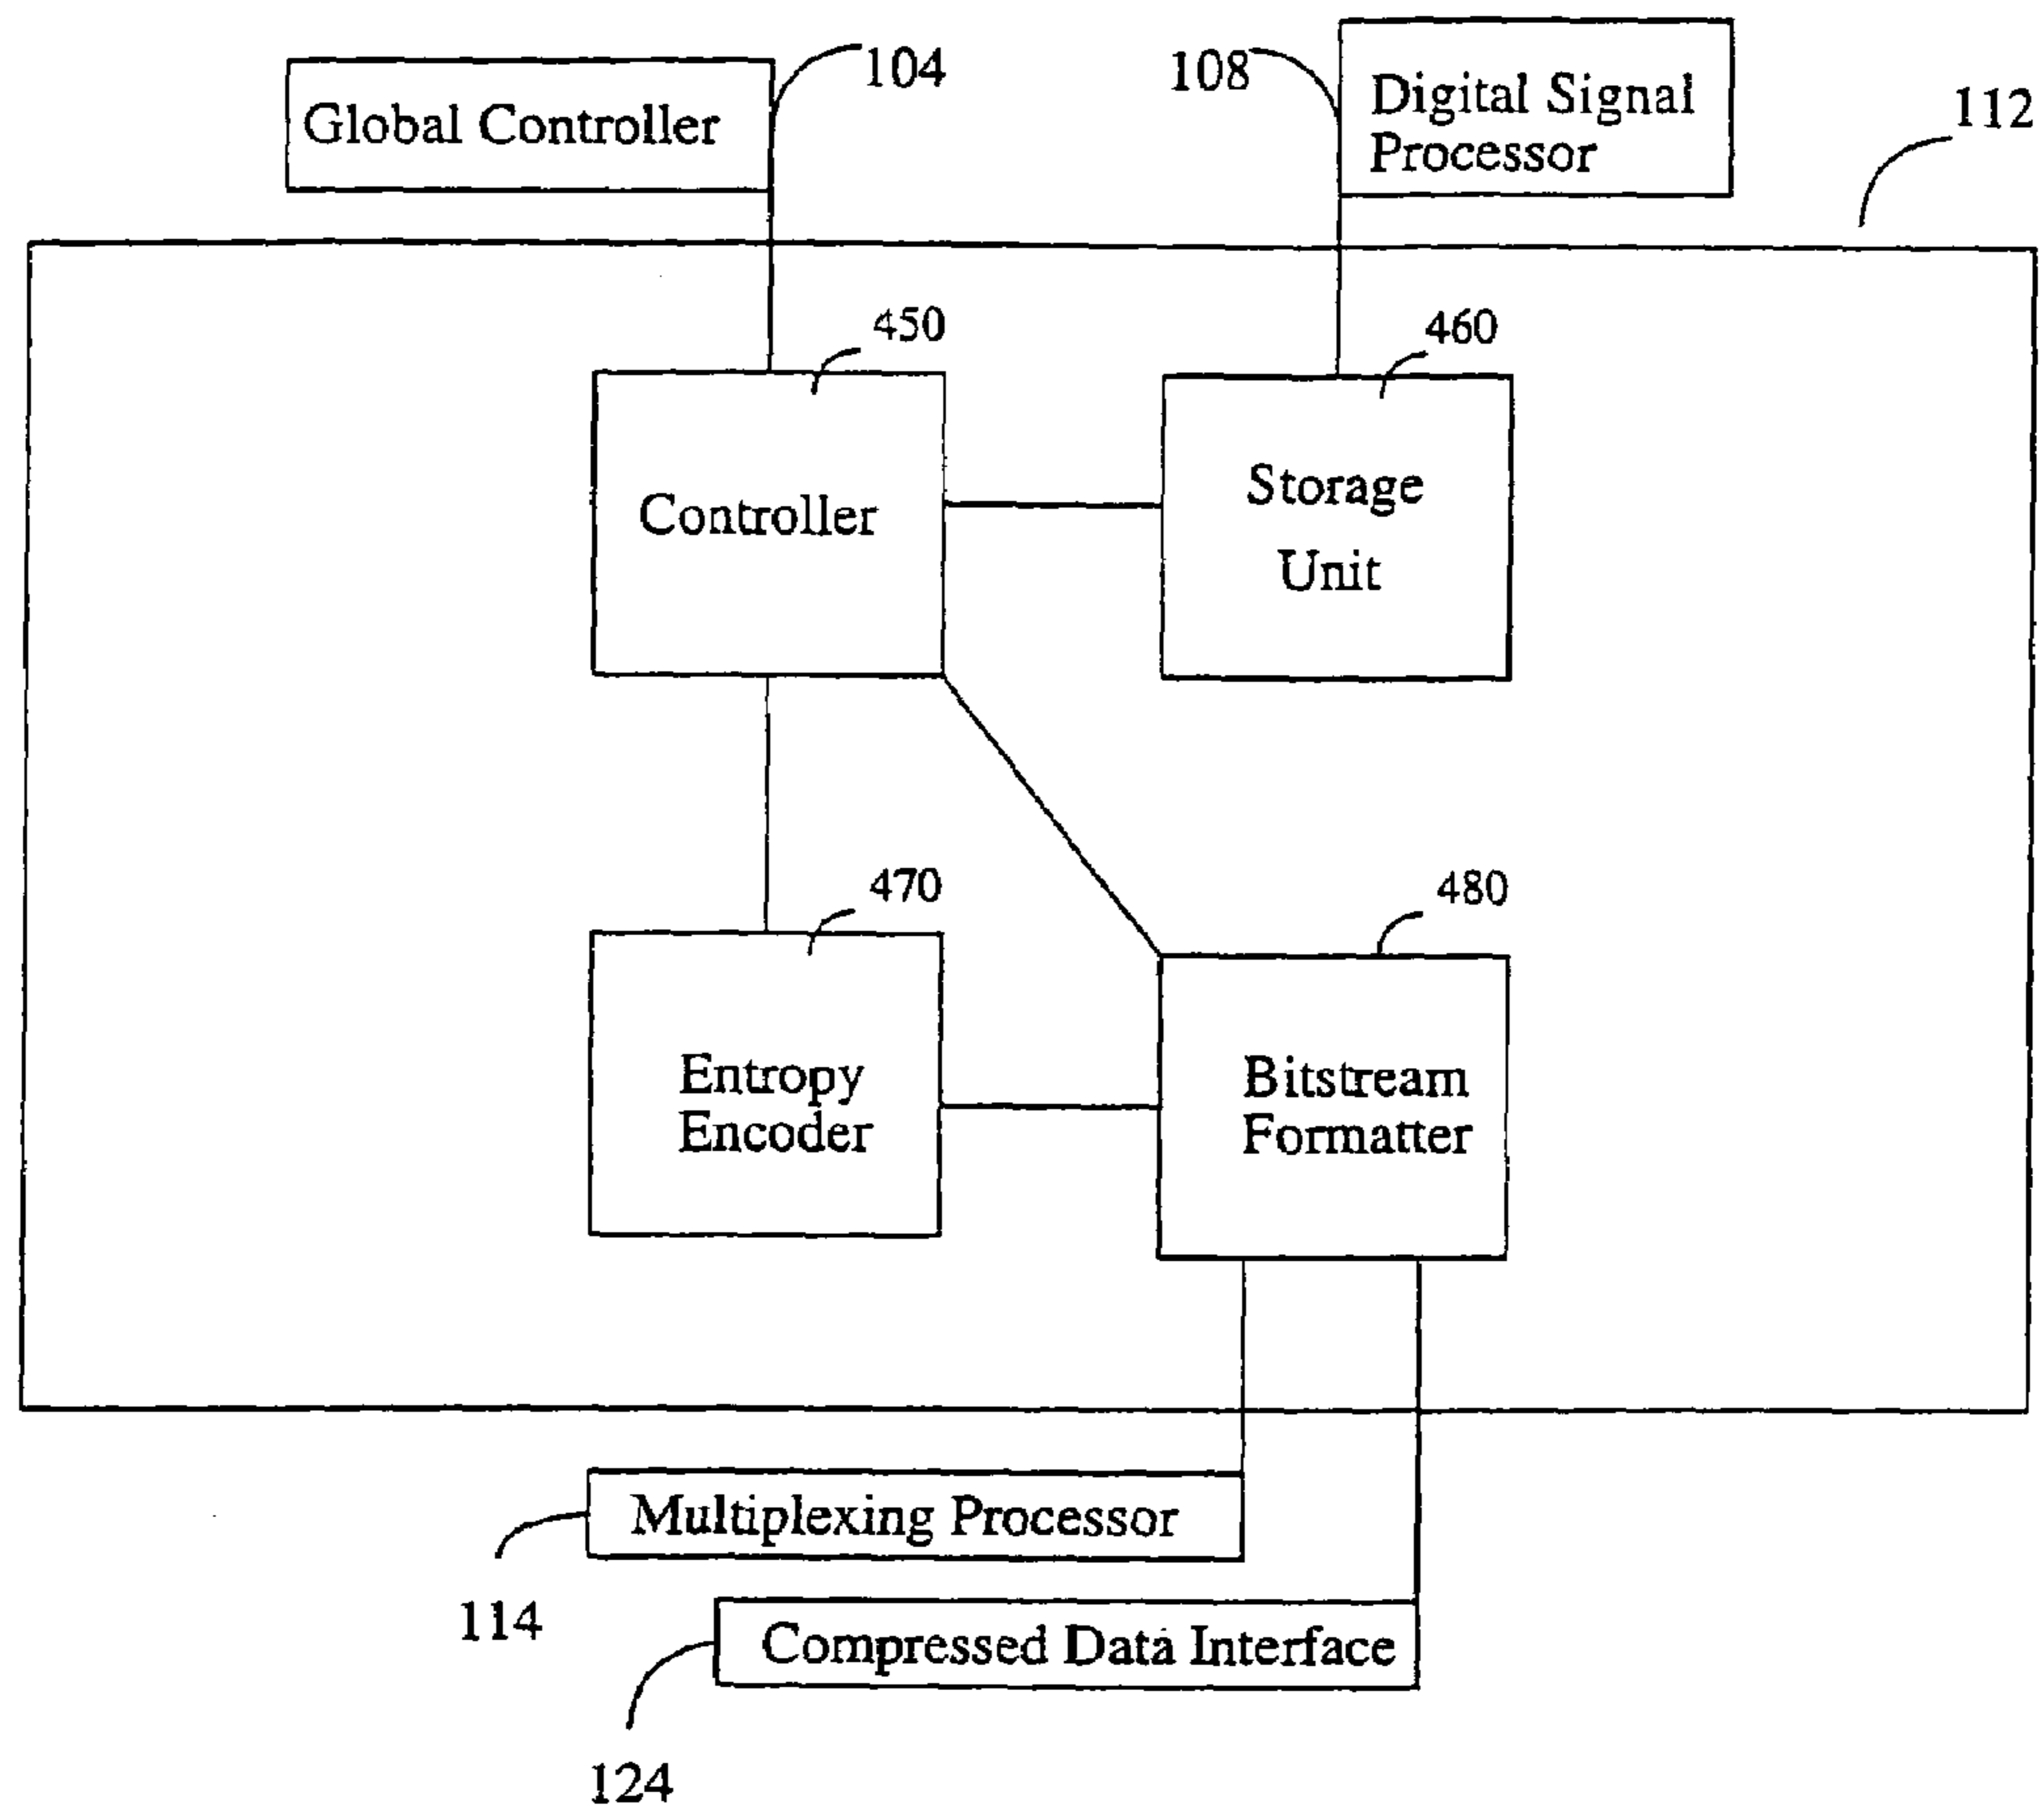 104
Global Controller
108
Digital Signal
Processor
112
450
Controller
460
Storage
Unit
470
Entropy
Encoder
480
Bitstream
Formatter
Multiplexing Processor
114
Compressed Data Interface
124